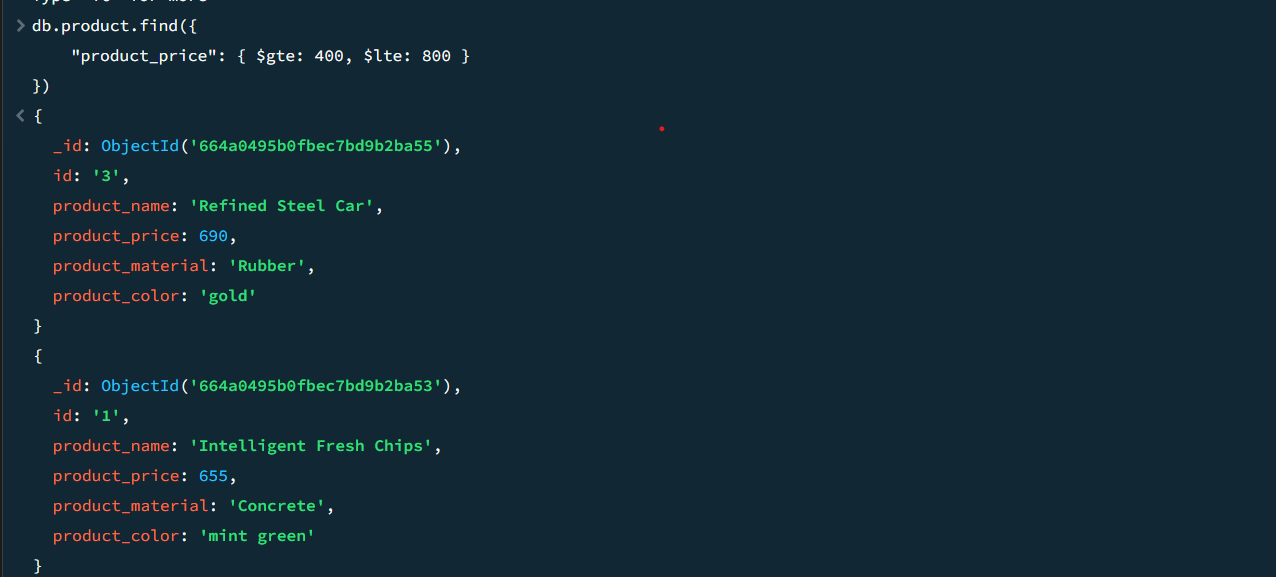 > db.product.find({
"product_price": { $gte: 400, $lte: 800 }
})
< {
_id: ObjectId('664a0495b0fbec7bd9b2ba55'),
id: '3',
product_name: 'Refined Steel Car',
product_price: 690,
product_material: 'Rubber',
product_color: 'gold'
}
{
_id: ObjectId('664a0495b0fbec7bd9b2ba53'),
id: '1',
product_name: 'Intelligent Fresh Chips',
product_price: 655,
product_material: 'Concrete',
product_color: 'mint green'
}